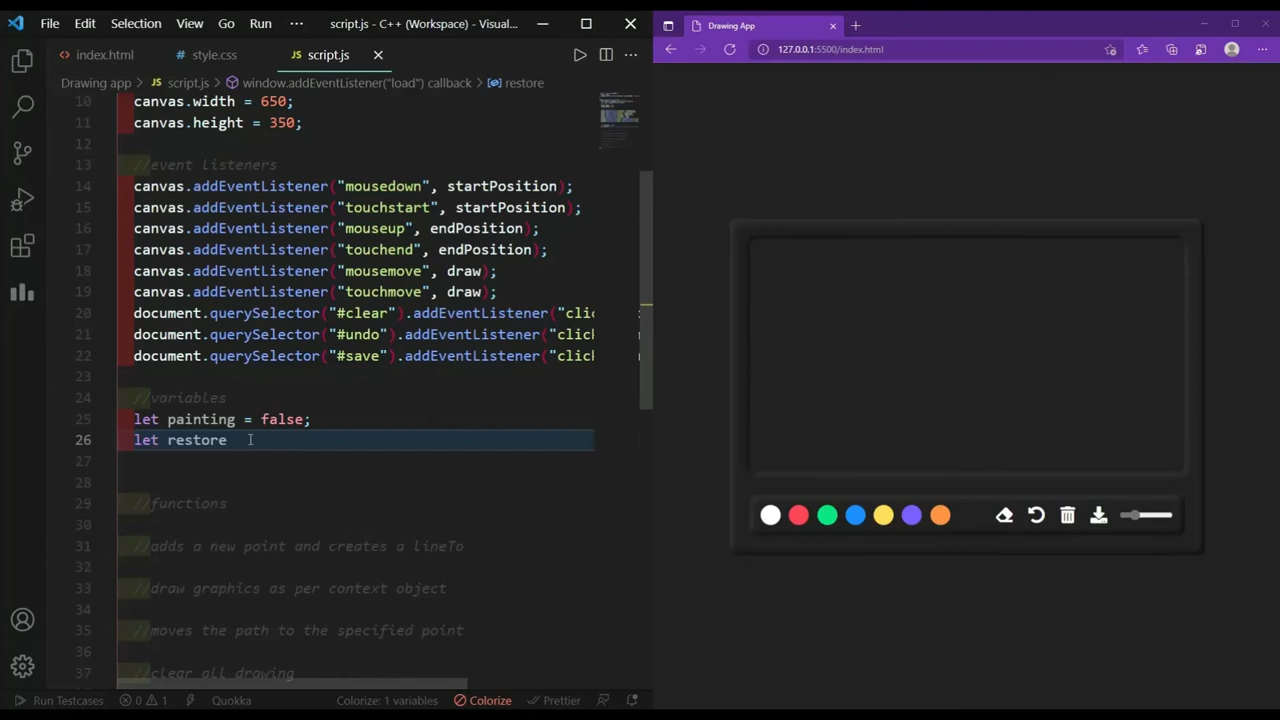 File Edit Selection View Go Run ··· script.js - C++ (Workspace) - Visual...
index.html style.css JS script.js
Drawing app JS script.js window.addEventListener("load") callback restore
10 canvas.width = 650;
11 canvas.height = 350;
12
13 //event listeners
14 canvas.addEventListener("mousedown", startPosition);
15 canvas.addEventListener("touchstart", startPosition);
16 canvas.addEventListener("mouseup", endPosition);
17 canvas.addEventListener("touchend", endPosition);
18 canvas.addEventListener("mousemove", draw);
19 canvas.addEventListener("touchmove", draw);
20 document.querySelector("#clear").addEventListener("clic
21 document.querySelector("#undo").addEventListener("click
22 document.querySelector("#save").addEventListener("click
23
24 //variables
25 let painting = false;
26 let restore
27
28
29 //functions
30
31 //adds a new point and creates a lineTo
32
33 //draw graphics as per context object
34
35 //moves the path to the specified point
36
37 //clear all drawing
Run Testcases 0 1 Quokka Colorize: 1 variables Colorize Prettier
Drawing App
127.0.0.1:5500/index.html